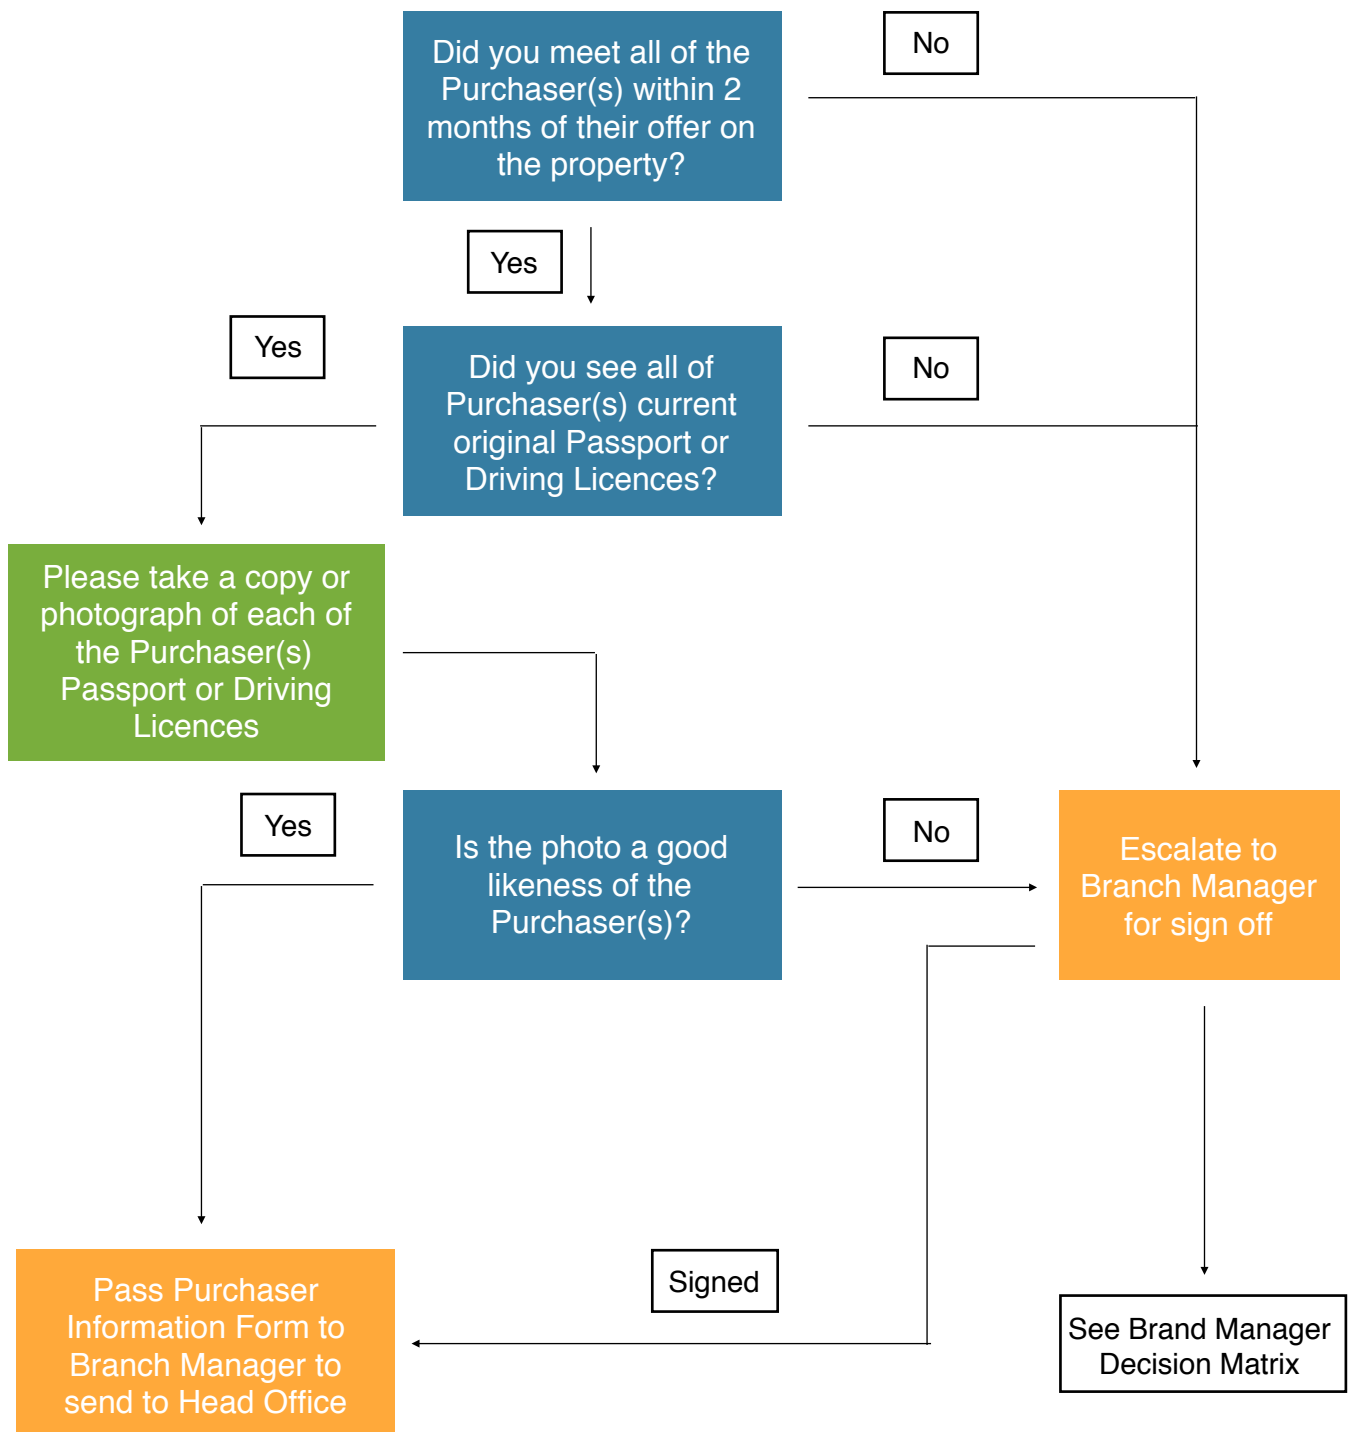 Did you meet all of the
Purchaser(s) within 2
months of their offer on
the property?
No
Yes
Yes
Did you see all of
Purchaser(s) current
original Passport or
Driving Licences?
No
Please take a copy or
photograph of each of
the Purchaser(s)
Passport or Driving
Licences
Yes
Is the photo a good
likeness of the
Purchaser(s)?
No
Escalate to
Branch Manager
for sign off
Pass Purchaser
Information Form to
Branch Manager to
send to Head Office
Signed
See Brand Manager
Decision Matrix